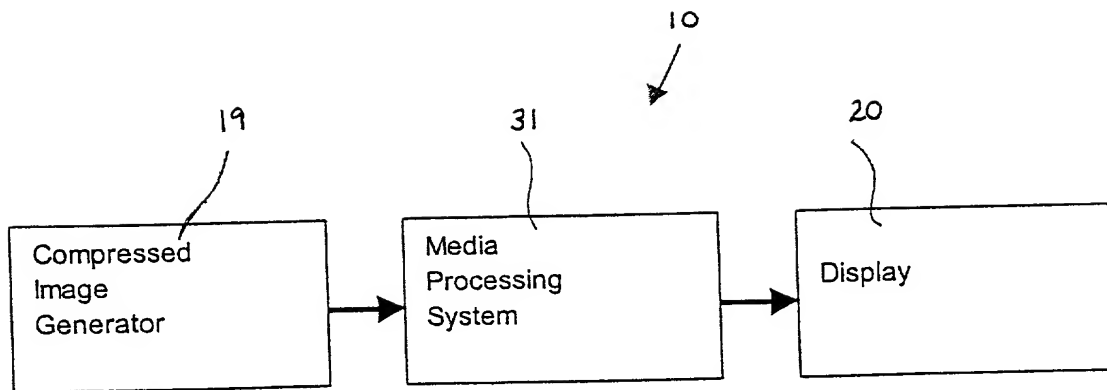 10
19
31
20
Compressed
Image
Generator
Media
Processing
System
Display